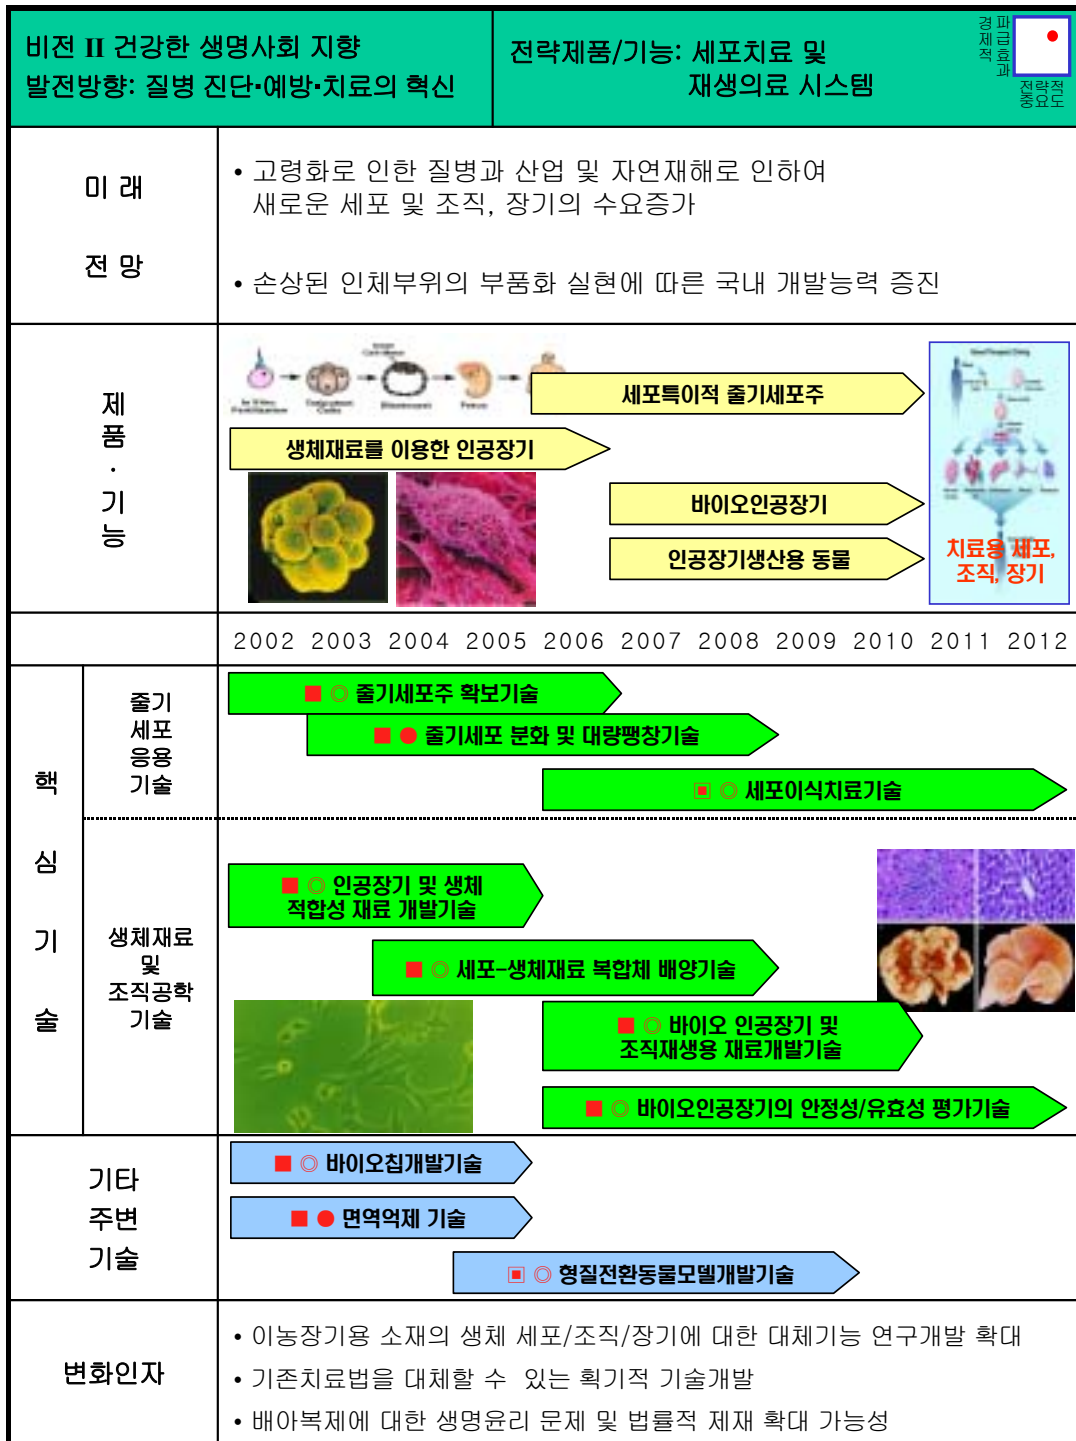 비전 II 건강한 생명사회 지향
발전방향: 질병 진단·예방·치료의 혁신
전략제품/기능: 세포치료 및
재생의료 시스템
경제적
파급효과
전략적
중요도
미 래
전 망
• 고령화로 인한 질병과 산업 및 자연재해로 인하여
새로운 세포 및 조직, 장기의 수요증가
• 손상된 인체부위의 부품화 실현에 따른 국내 개발능력 증진
제
품
·
기
능
세포특이적 줄기세포주
생체재료를 이용한 인공장기
바이오인공장기
인공장기생산용 동물
치료용 세포,
조직, 장기
2002 2003 2004 2005 2006 2007 2008 2009 2010 2011 2012
핵
심
기
술
줄기
세포
응용
기술
■ ◎ 줄기세포주 확보기술
■ ● 줄기세포 분화 및 대량팽창기술
▣ ◎ 세포이식치료기술
생체재료
및
조직공학
기술
■ ◎ 인공장기 및 생체
적합성 재료 개발기술
■ ◎ 세포-생체재료 복합체 배양기술
■ ◎ 바이오 인공장기 및
조직재생용 재료개발기술
■ ◎ 바이오인공장기의 안정성/유효성 평가기술
기타
주변
기술
■ ◎ 바이오칩개발기술
■ ● 면역억제 기술
▣ ◎ 형질전환동물모델개발기술
변화인자
• 이농장기용 소재의 생체 세포/조직/장기에 대한 대체기능 연구개발 확대
• 기존치료법을 대체할 수 있는 획기적 기술개발
• 배아복제에 대한 생명윤리 문제 및 법률적 제재 확대 가능성